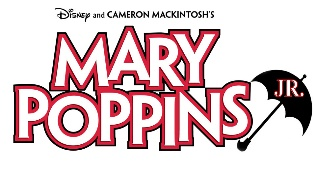 Disney and CAMERON MACKINTOSH'S
MARY
POPPINS
JR.